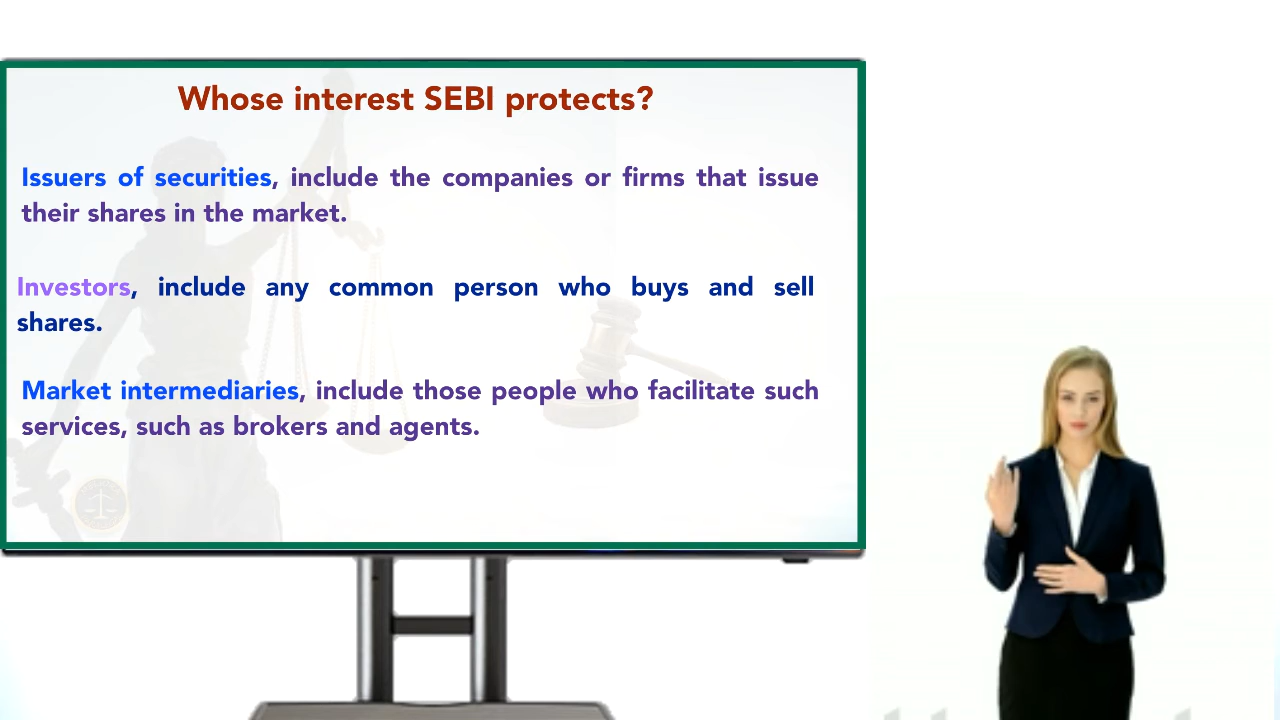 Whose interest SEBI protects?
Issuers of securities, include the companies or firms that issue
their shares in the market.
Investors, include any common person who buys and sell
shares.
Market intermediaries, include those people who facilitate such
services, such as brokers and agents.